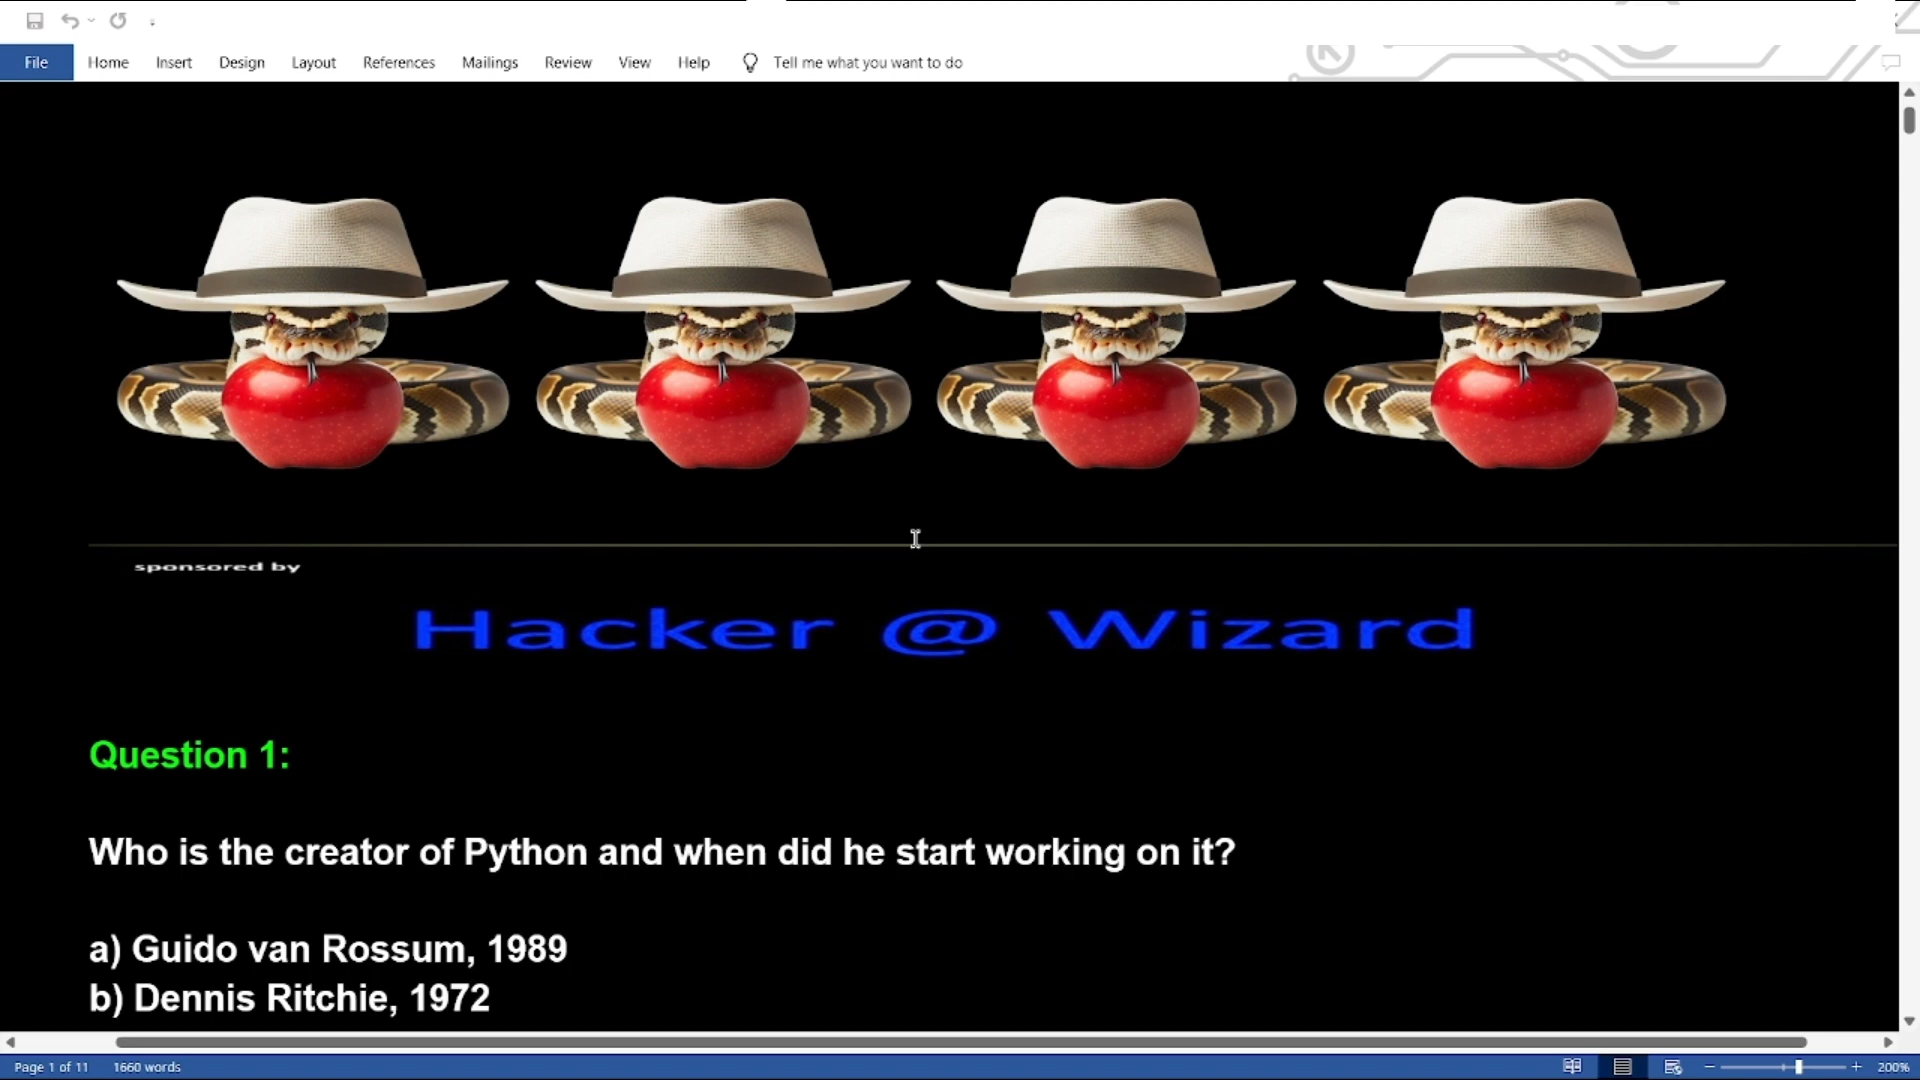 File Home Insert Design Layout References Mailings Review View Help Tell me what you want to do
sponsored by
Hacker @ Wizard
Question 1:
Who is the creator of Python and when did he start working on it?
a) Guido van Rossum, 1989
b) Dennis Ritchie, 1972
Page 1 of 11 1660 words 200%